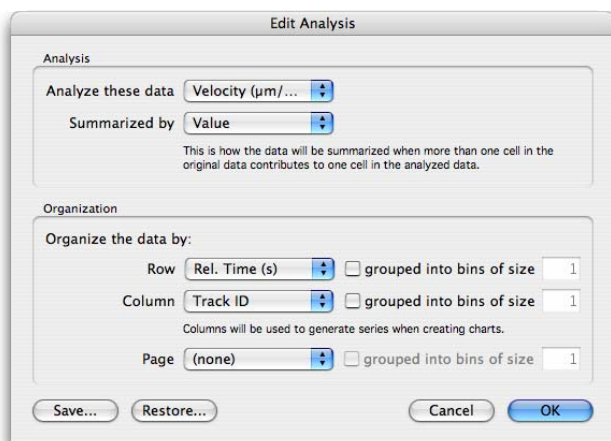 Edit Analysis
Analysis
Analyze these data Velocity (μm/...
Summarized by Value
This is how the data will be summarized when more than one cell in the
original data contributes to one cell in the analyzed data.
Organization
Organize the data by:
Row Rel. Time (s) grouped into bins of size 1
Column Track ID grouped into bins of size 1
Columns will be used to generate series when creating charts.
Page (none) grouped into bins of size 1
Save... Restore... Cancel OK